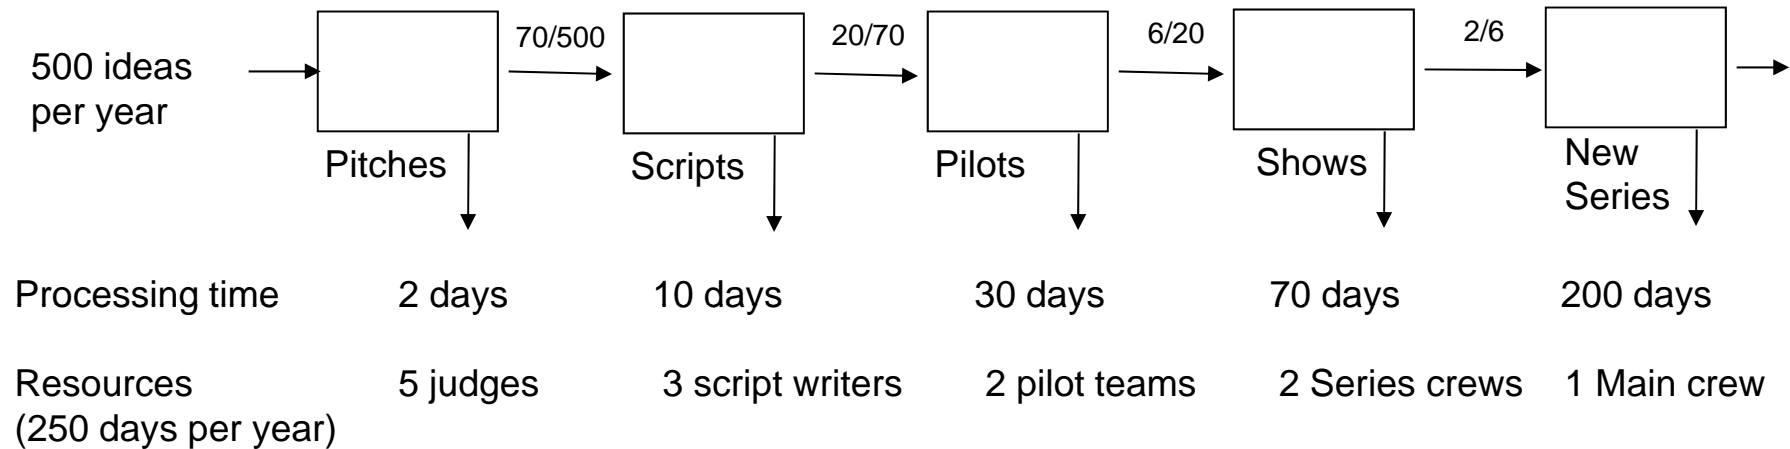 70/500
20/70
6/20
2/6
500 ideas
per year
Pitches
Scripts
Pilots
Shows
New
Series
Processing time 2 days 10 days 30 days 70 days 200 days
Resources 5 judges 3 script writers 2 pilot teams 2 Series crews 1 Main crew
(250 days per year)